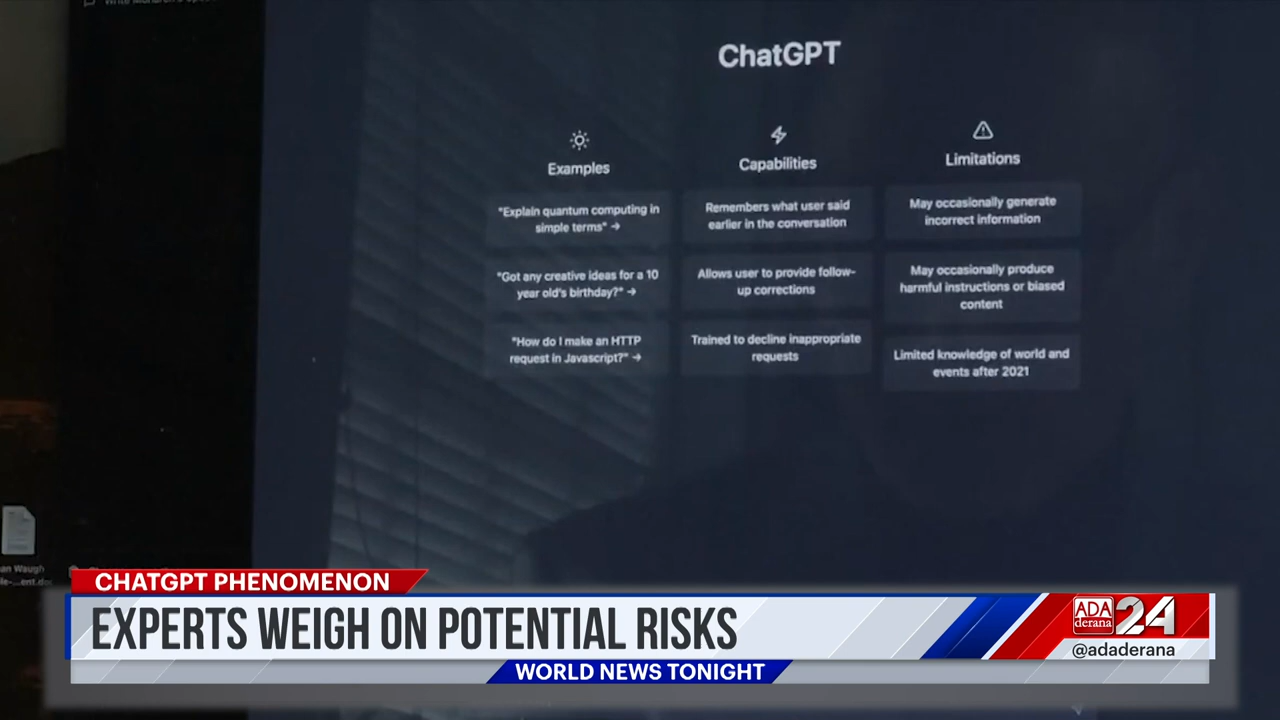 ChatGPT
Examples
Capabilities
Limitations
"Explain quantum computing in
simple terms" →
Remembers what user said
earlier in the conversation
May occasionally generate
incorrect information
"Got any creative ideas for a 10
year old's birthday?" →
Allows user to provide follow-
up corrections
May occasionally produce
harmful instructions or biased
content
"How do I make an HTTP
request in Javascript?" →
Trained to decline inappropriate
requests
Limited knowledge of world and
events after 2021
an Waugh
CHATGPT PHENOMENON
EXPERTS WEIGH ON POTENTIAL RISKS
WORLD NEWS TONIGHT
ADA
derana
24
@adaderana